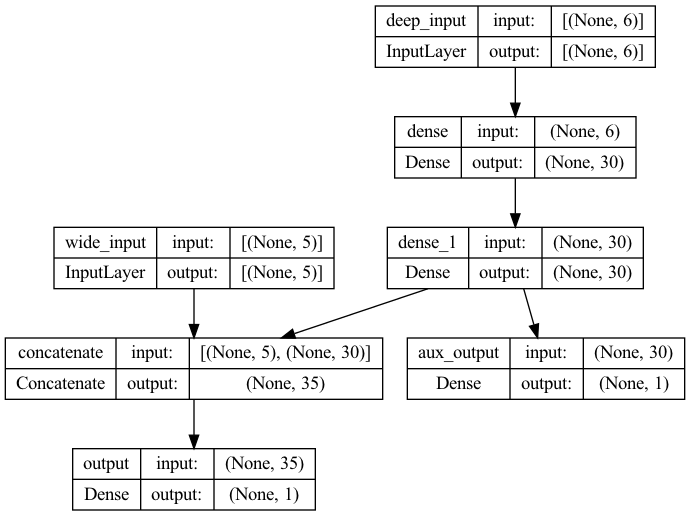 deep_input input: [(None, 6)]
InputLayer output: [(None, 6)]
dense input: (None, 6)
Dense output: (None, 30)
wide_input input: [(None, 5)]
InputLayer output: [(None, 5)]
dense_1 input: (None, 30)
Dense output: (None, 30)
concatenate input: [(None, 5), (None, 30)]
Concatenate output: (None, 35)
aux_output input: (None, 30)
Dense output: (None, 1)
output input: (None, 35)
Dense output: (None, 1)